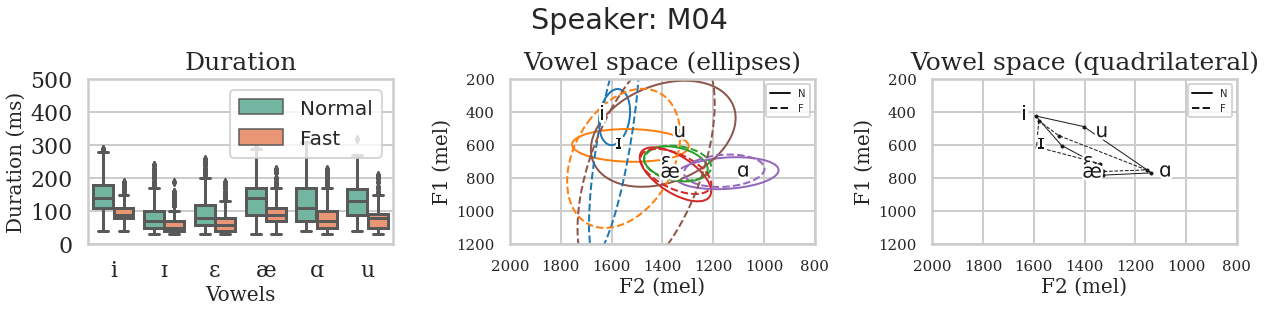 Speaker: M04
Duration
Duration (ms)
500
400
300
200
100
0
Normal
Fast
i ɪ ɛ æ ɑ u
Vowels
Vowel space (ellipses)
F1 (mel)
200
400
600
800
1000
1200
N
F
i
u
ɪ
ɛ
æ
ɑ
2000 1800 1600 1400 1200 1000 800
F2 (mel)
Vowel space (quadrilateral)
F1 (mel)
200
400
600
800
1000
1200
N
F
i
u
ɪ
ɛ
æ
ɑ
2000 1800 1600 1400 1200 1000 800
F2 (mel)